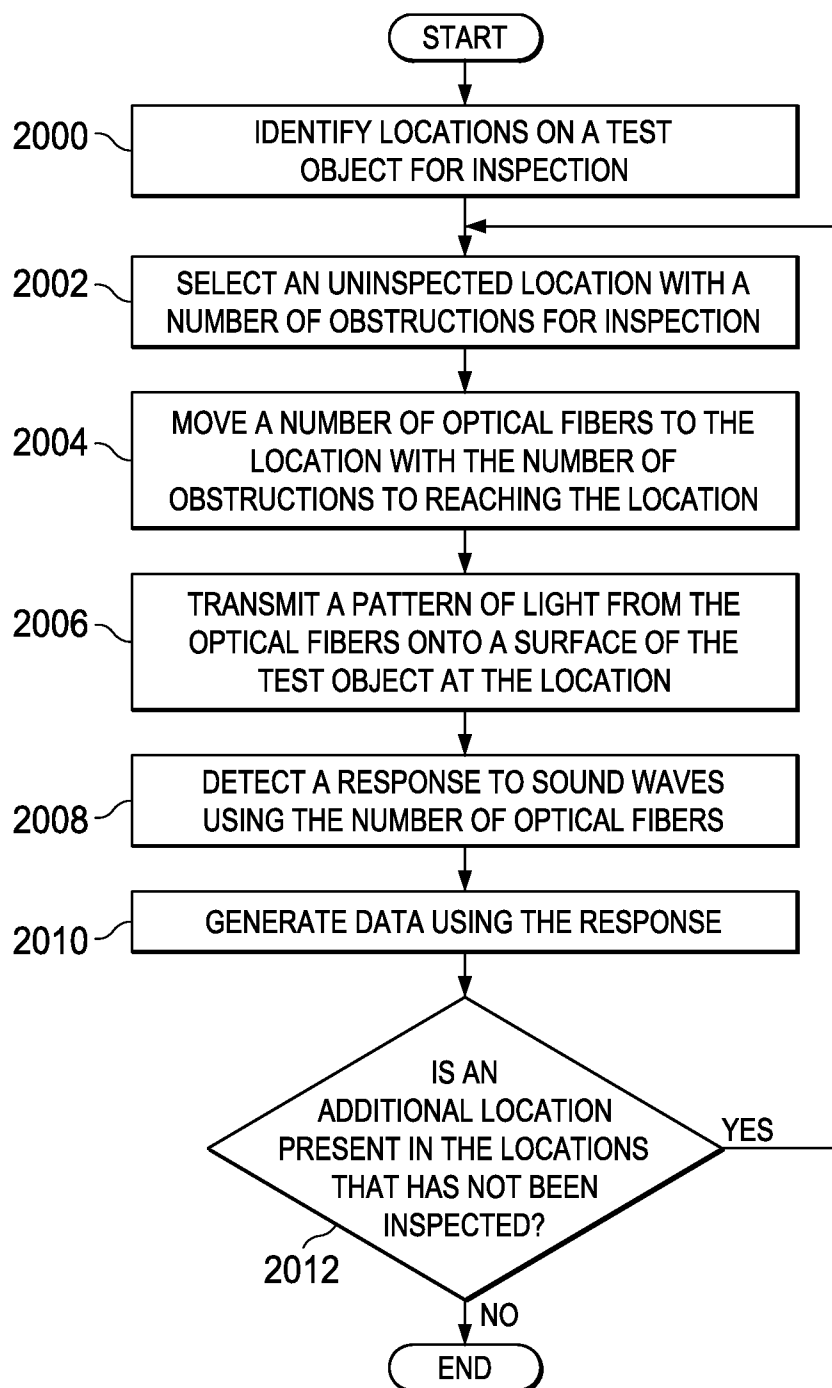 START
2000
IDENTIFY LOCATIONS ON A TEST
OBJECT FOR INSPECTION
2002
SELECT AN UNINSPECTED LOCATION WITH A
NUMBER OF OBSTRUCTIONS FOR INSPECTION
2004
MOVE A NUMBER OF OPTICAL FIBERS TO THE
LOCATION WITH THE NUMBER OF
OBSTRUCTIONS TO REACHING THE LOCATION
2006
TRANSMIT A PATTERN OF LIGHT FROM THE
OPTICAL FIBERS ONTO A SURFACE OF THE
TEST OBJECT AT THE LOCATION
2008
DETECT A RESPONSE TO SOUND WAVES
USING THE NUMBER OF OPTICAL FIBERS
2010
GENERATE DATA USING THE RESPONSE
IS AN
ADDITIONAL LOCATION
PRESENT IN THE LOCATIONS
THAT HAS NOT BEEN
INSPECTED?
YES
2012
NO
END